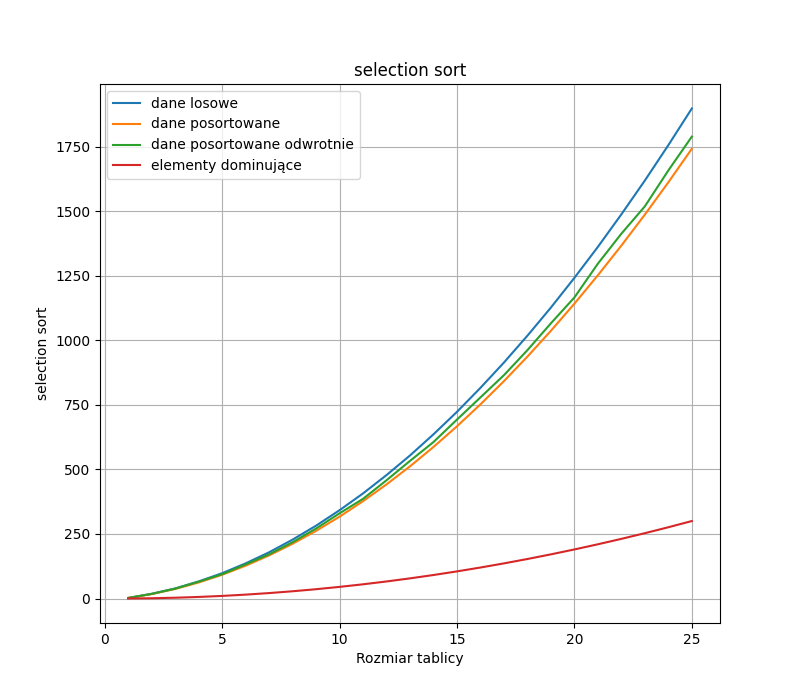 selection sort
dane losowe
dane posortowane
dane posortowane odwrotnie
elementy dominujące
1750
1500
1250
1000
750
500
250
0
selection sort
0 5 10 15 20 25
Rozmiar tablicy